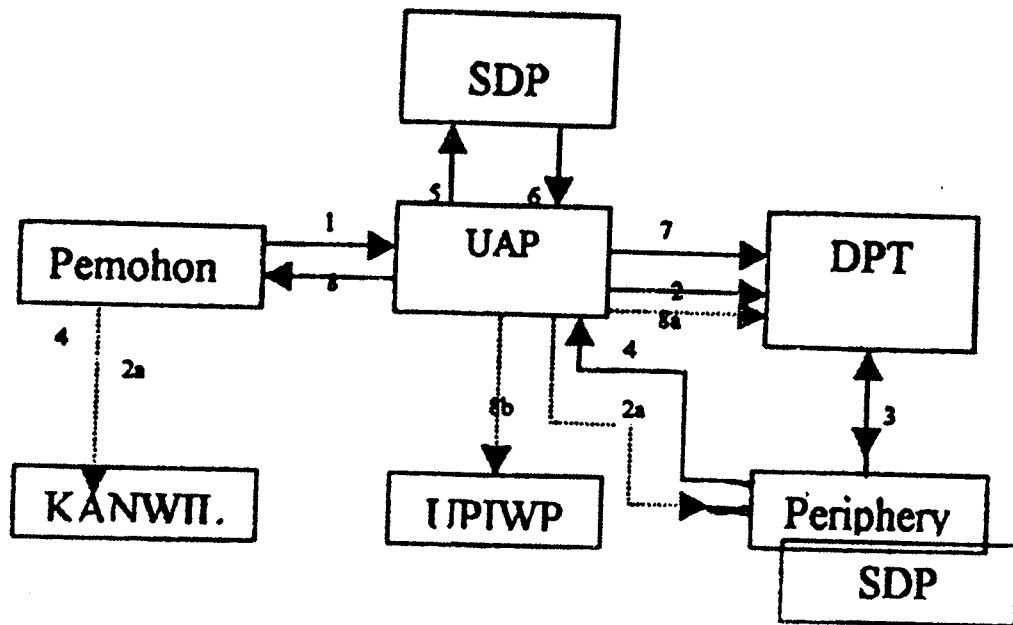 SDP
5
6
1
UAP
7
DPT
Pemohon
8
2
8a
4
2a
4
8b
2a
3
KANWIL.
UPTWP
Periphery
SDP